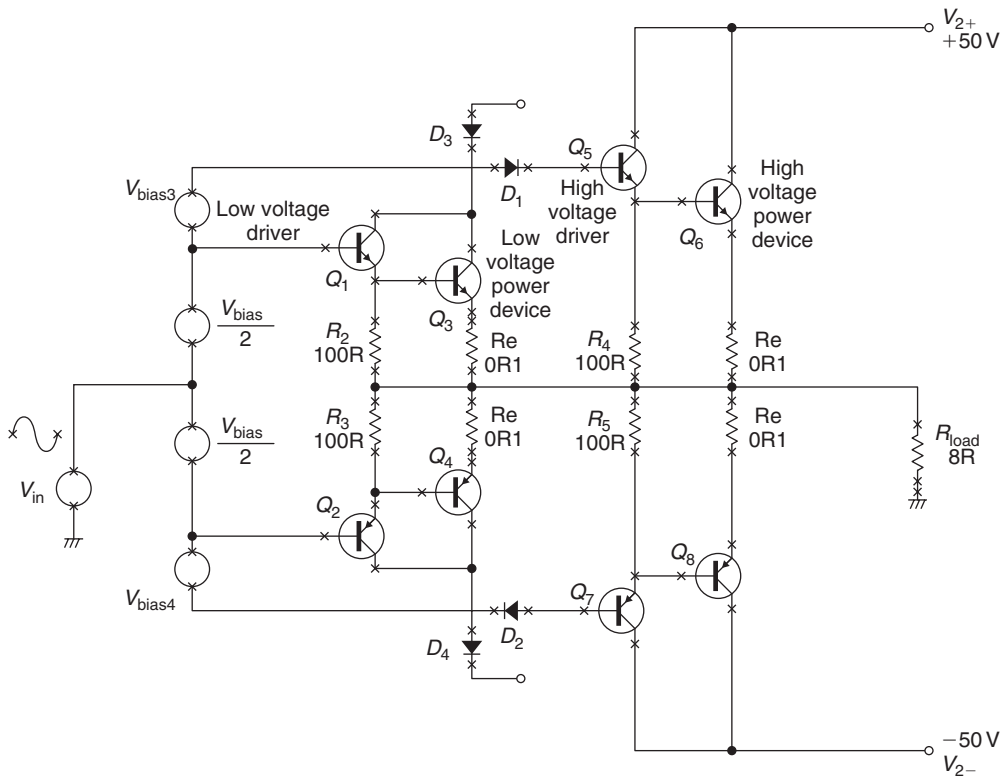 V2+
+50 V
D3
Q5
D1
Vbias3
Low voltage
driver
High
voltage
driver
High
voltage
power
device
Q6
Low
voltage
power
device
Q1
Q3
Vbias
2
R2
100R
Re
0R1
R4
100R
Re
0R1
Vbias
2
R3
100R
Re
0R1
R5
100R
Re
0R1
Rload
8R
Vin
Q4
Q2
Q8
Q7
Vbias4
D2
D4
−50 V
V2−